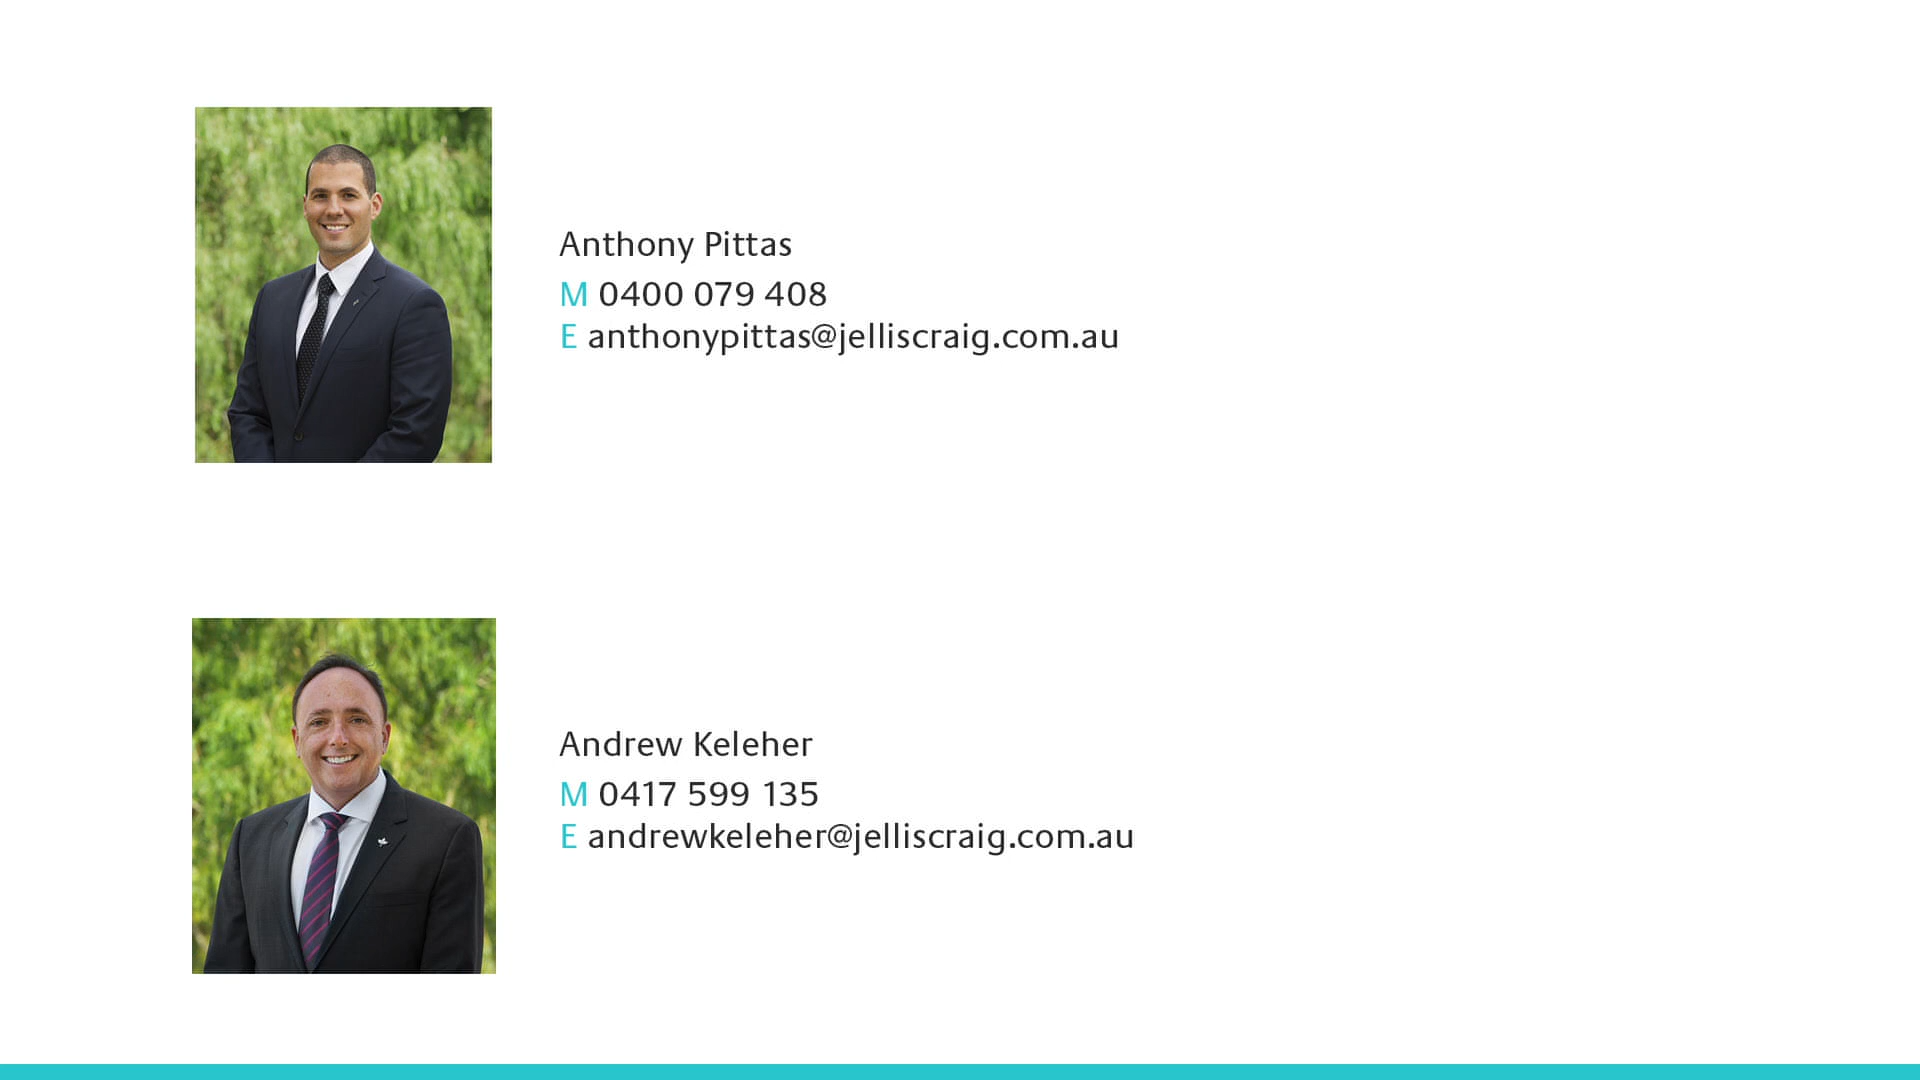 Anthony Pittas
M 0400 079 408
E anthonypittas@jelliscraig.com.au
Andrew Keleher
M 0417 599 135
E andrewkeleher@jelliscraig.com.au